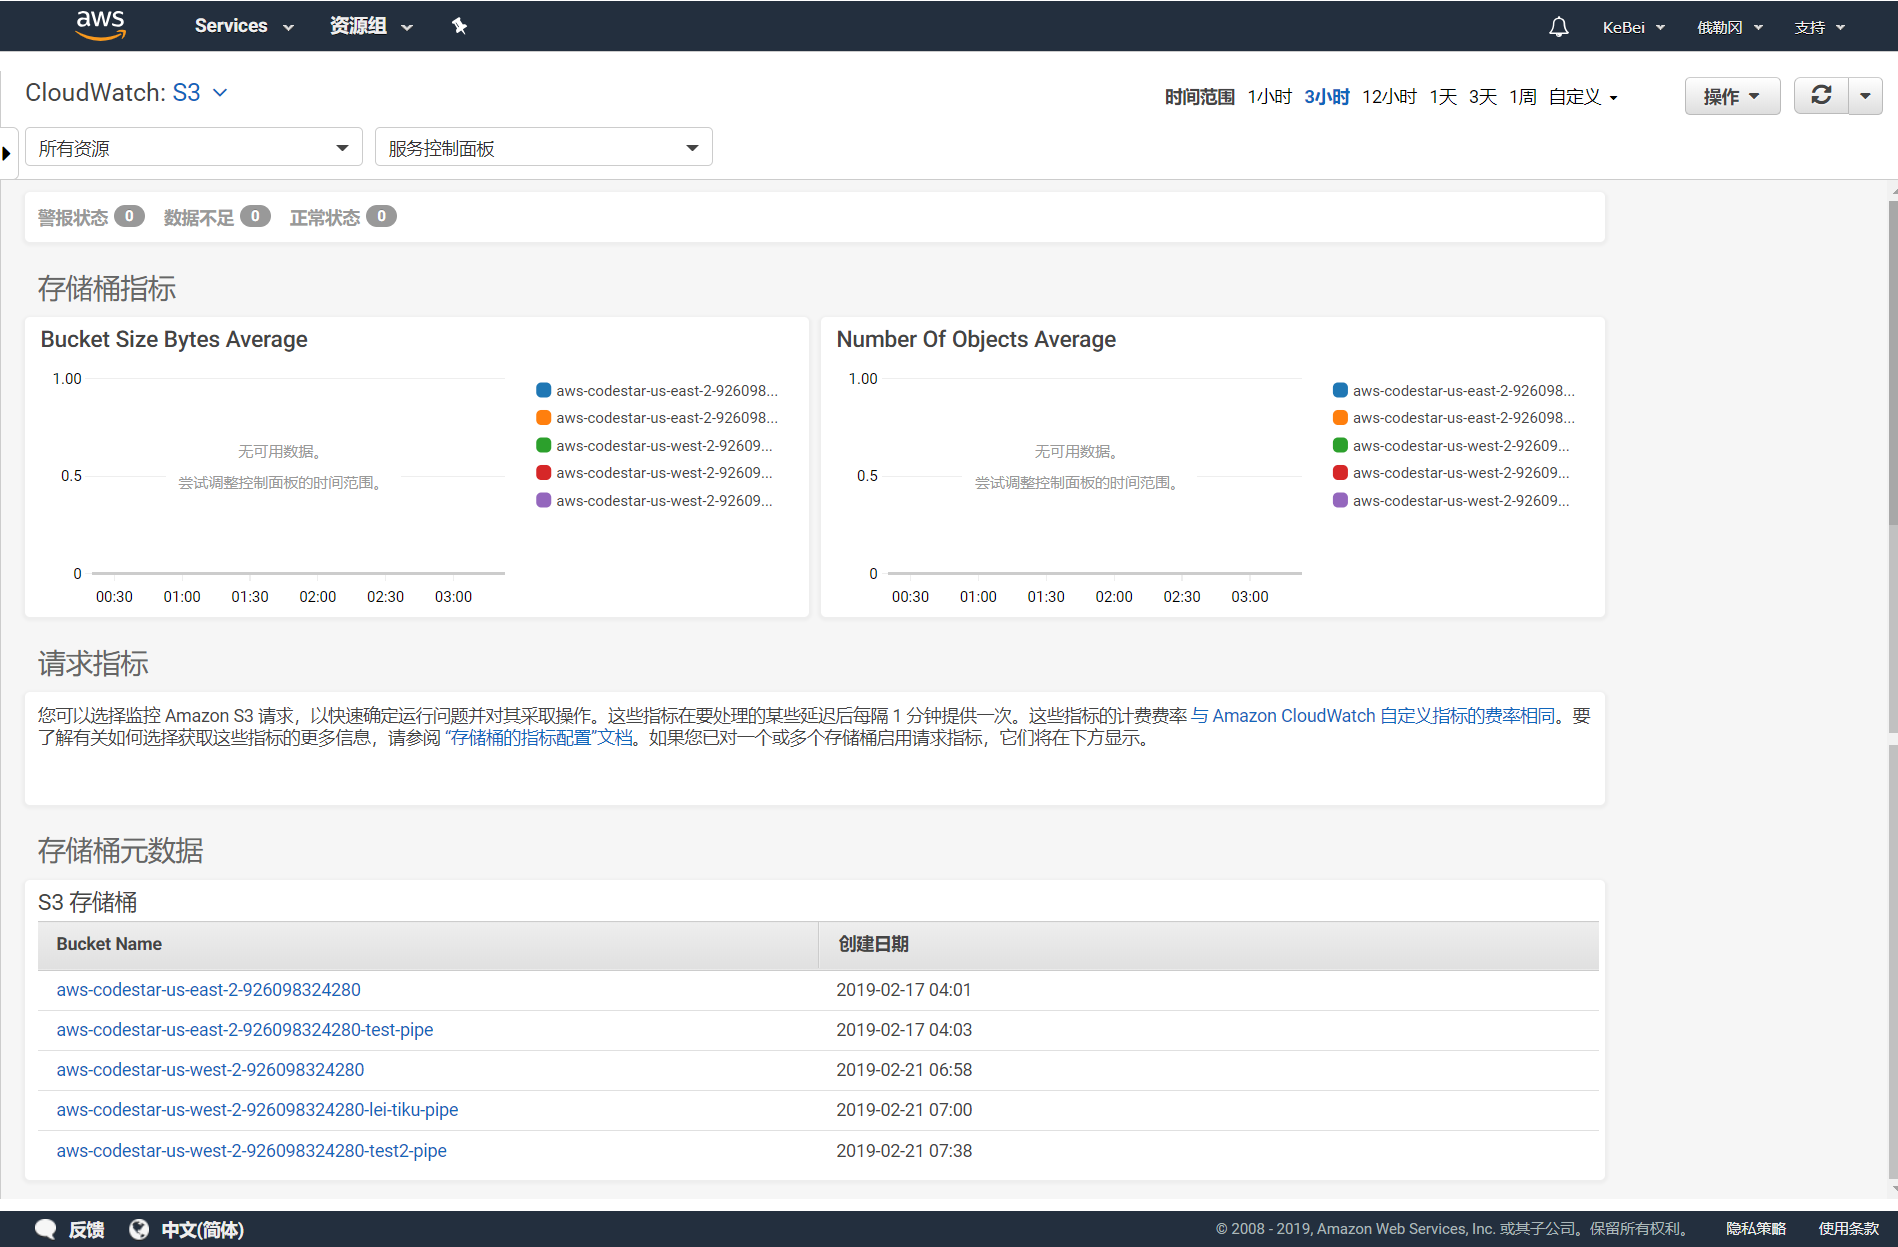 aws Services 资源组 KeBei 俄勒冈 支持
CloudWatch: S3
时间范围 1小时 3小时 12小时 1天 3天 1周 自定义 操作
所有资源 服务控制面板
警报状态 0 数据不足 0 正常状态 0
存储桶指标
Bucket Size Bytes Average
1.00
0.5
0
无可用数据。
尝试调整控制面板的时间范围。
00:30 01:00 01:30 02:00 02:30 03:00
aws-codestar-us-east-2-926098...
aws-codestar-us-east-2-926098...
aws-codestar-us-west-2-92609...
aws-codestar-us-west-2-92609...
aws-codestar-us-west-2-92609...
Number Of Objects Average
1.00
0.5
0
无可用数据。
尝试调整控制面板的时间范围。
00:30 01:00 01:30 02:00 02:30 03:00
aws-codestar-us-east-2-926098...
aws-codestar-us-east-2-926098...
aws-codestar-us-west-2-92609...
aws-codestar-us-west-2-92609...
aws-codestar-us-west-2-92609...
请求指标
您可以选择监控 Amazon S3 请求，以快速确定运行问题并对其采取操作。这些指标在要处理的某些延迟后每隔 1 分钟提供一次。这些指标的计费费率 与 Amazon CloudWatch 自定义指标的费率相同。要
了解有关如何选择获取这些指标的更多信息，请参阅 “存储桶的指标配置”文档。如果您已对一个或多个存储桶启用请求指标，它们将在下方显示。
存储桶元数据
S3 存储桶
Bucket Name 创建日期
aws-codestar-us-east-2-926098324280 2019-02-17 04:01
aws-codestar-us-east-2-926098324280-test-pipe 2019-02-17 04:03
aws-codestar-us-west-2-926098324280 2019-02-21 06:58
aws-codestar-us-west-2-926098324280-lei-tiku-pipe 2019-02-21 07:00
aws-codestar-us-west-2-926098324280-test2-pipe 2019-02-21 07:38
反馈 中文(简体) © 2008 - 2019, Amazon Web Services, Inc. 或其子公司。保留所有权利。 隐私策略 使用条款